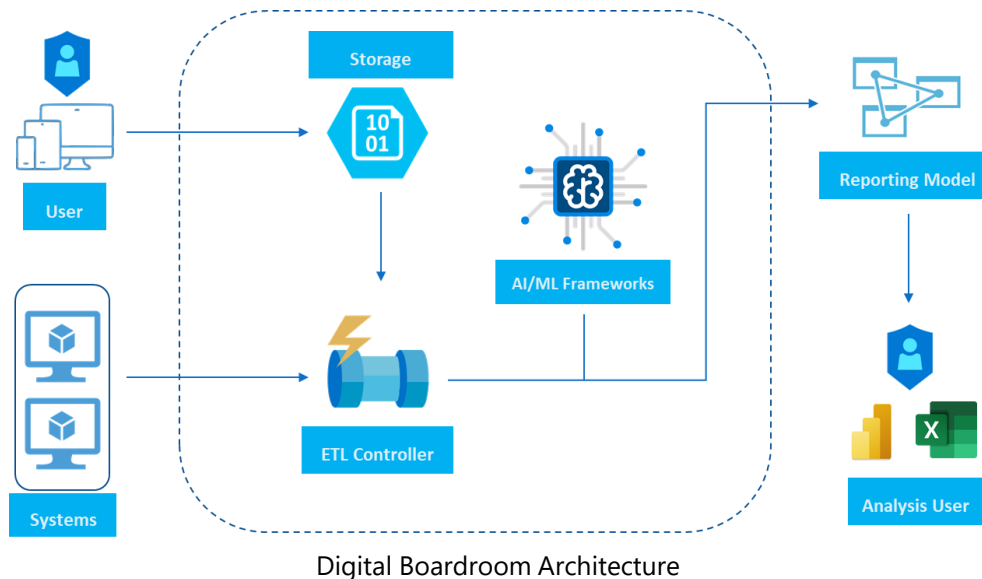 Storage
10
01
User
AI/ML Frameworks
Reporting Model
ETL Controller
X
Systems
Analysis User
Digital Boardroom Architecture